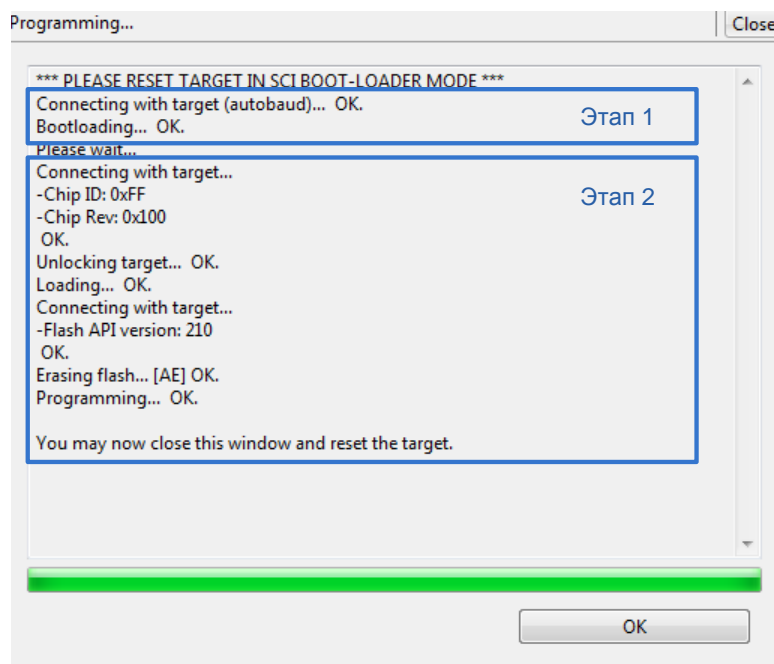 Programming...
Close
*** PLEASE RESET TARGET IN SCI BOOT-LOADER MODE ***
Connecting with target (autobaud)... OK.
Этап 1
Bootloading... OK.
Please wait...
Connecting with target...
-Chip ID: 0xFF
Этап 2
-Chip Rev: 0x100
OK.
Unlocking target... OK.
Loading... OK.
Connecting with target...
-Flash API version: 210
OK.
Erasing flash... [AE] OK.
Programming... OK.
You may now close this window and reset the target.
OK